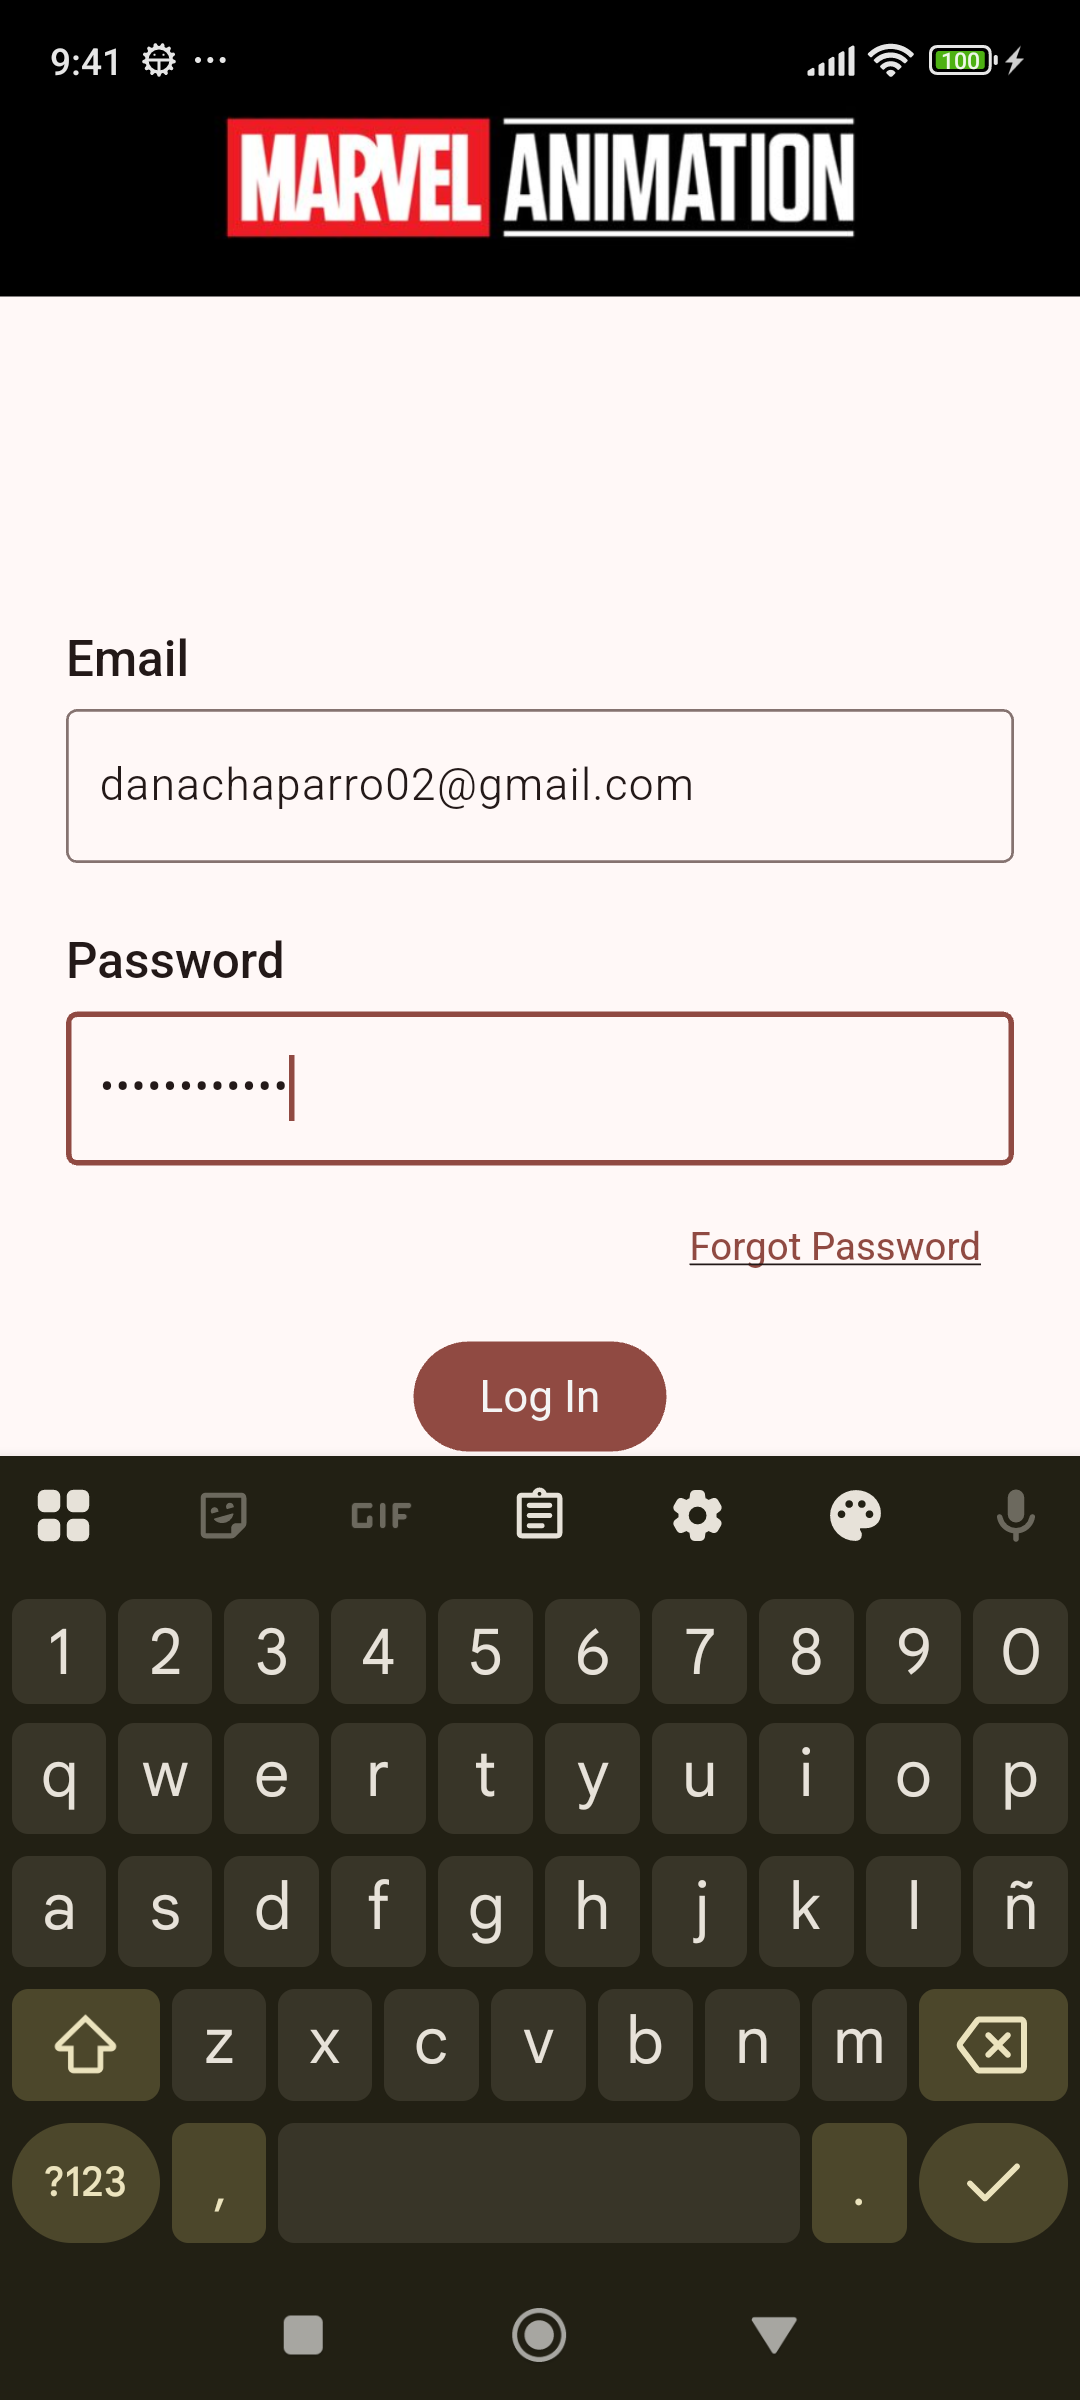 9:41
100
MARVEL ANIMATION
Email
danachaparro02@gmail.com
Password
••••••••••••
Forgot Password
Log In
GIF
1 2 3 4 5 6 7 8 9 0
q w e r t y u i o p
a s d f g h j k l ñ
z x c v b n m
?123 , .